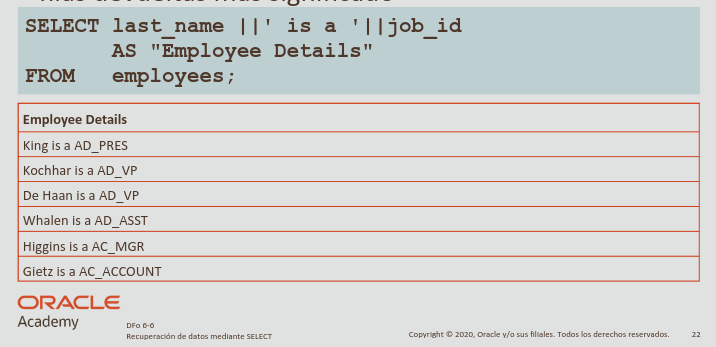 SELECT last_name ||' is a '||job_id
AS "Employee Details"
FROM employees;
Employee Details
King is a AD_PRES
Kochhar is a AD_VP
De Haan is a AD_VP
Whalen is a AD_ASST
Higgins is a AC_MGR
Gietz is a AC_ACCOUNT
ORACLE
Academy
DFo 6-6
Recuperación de datos mediante SELECT
Copyright © 2020, Oracle y/o sus filiales. Todos los derechos reservados.
22